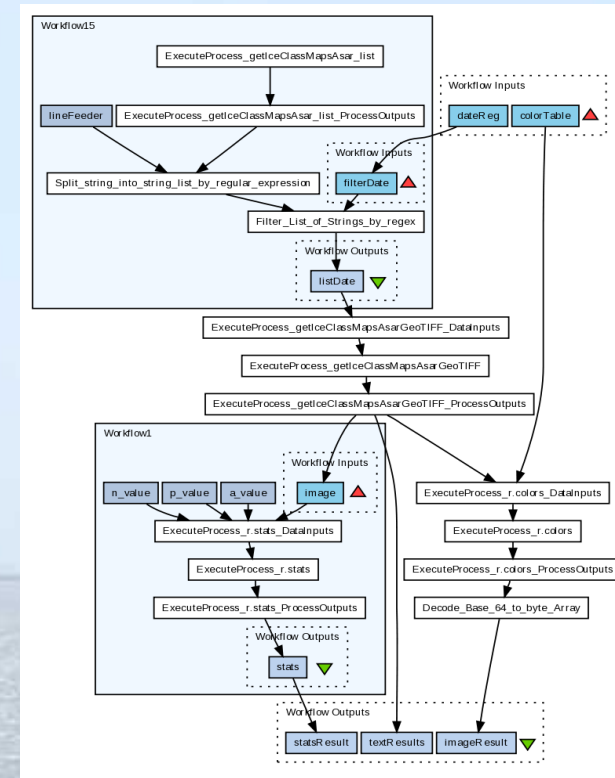 Workflow15
ExecuteProcess_getIceClassMapsAsar_list
Workflow Inputs
lineFeeder
ExecuteProcess_getIceClassMapsAsar_list_ProcessOutputs
dateReg
colorTable
Workflow Inputs
Split_string_into_string_list_by_regular_expression
filterDate
Filter_List_of_Strings_by_regex
Workflow Outputs
listDate
ExecuteProcess_getIceClassMapsAsarGeoTIFF_DataInputs
ExecuteProcess_getIceClassMapsAsarGeoTIFF
ExecuteProcess_getIceClassMapsAsarGeoTIFF_ProcessOutputs
Workflow1
Workflow Inputs
n_value
p_value
a_value
image
ExecuteProcess_r.colors_DataInputs
ExecuteProcess_r.stats_DataInputs
ExecuteProcess_r.colors
ExecuteProcess_r.stats
ExecuteProcess_r.colors_ProcessOutputs
ExecuteProcess_r.stats_ProcessOutputs
Decode_Base_64_to_byte_Array
Workflow Outputs
stats
Workflow Outputs
statsResult
textResults
imageResult